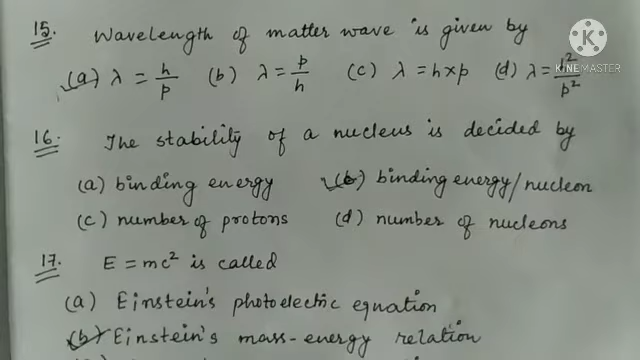 15. Wavelength of matter wave is given by
(a) λ = h/p (b) λ = p/h (c) λ = h×p (d) λ = h²/p²
KINEMASTER
16. The stability of a nucleus is decided by
(a) binding energy (b) binding energy/nucleon
(c) number of protons (d) number of nucleons
17. E = mc² is called
(a) Einstein's photoelectric equation
(b) Einstein's mass-energy relation